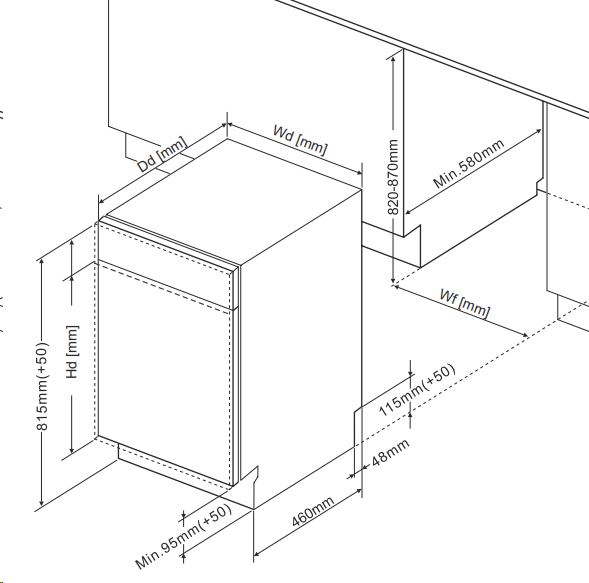 Dd [mm]
Wd [mm]
820-870mm
Min.580mm
Wf [mm]
815mm(+50)
Hd [mm]
115mm(+50)
48mm
460mm
Min.95mm(+50)